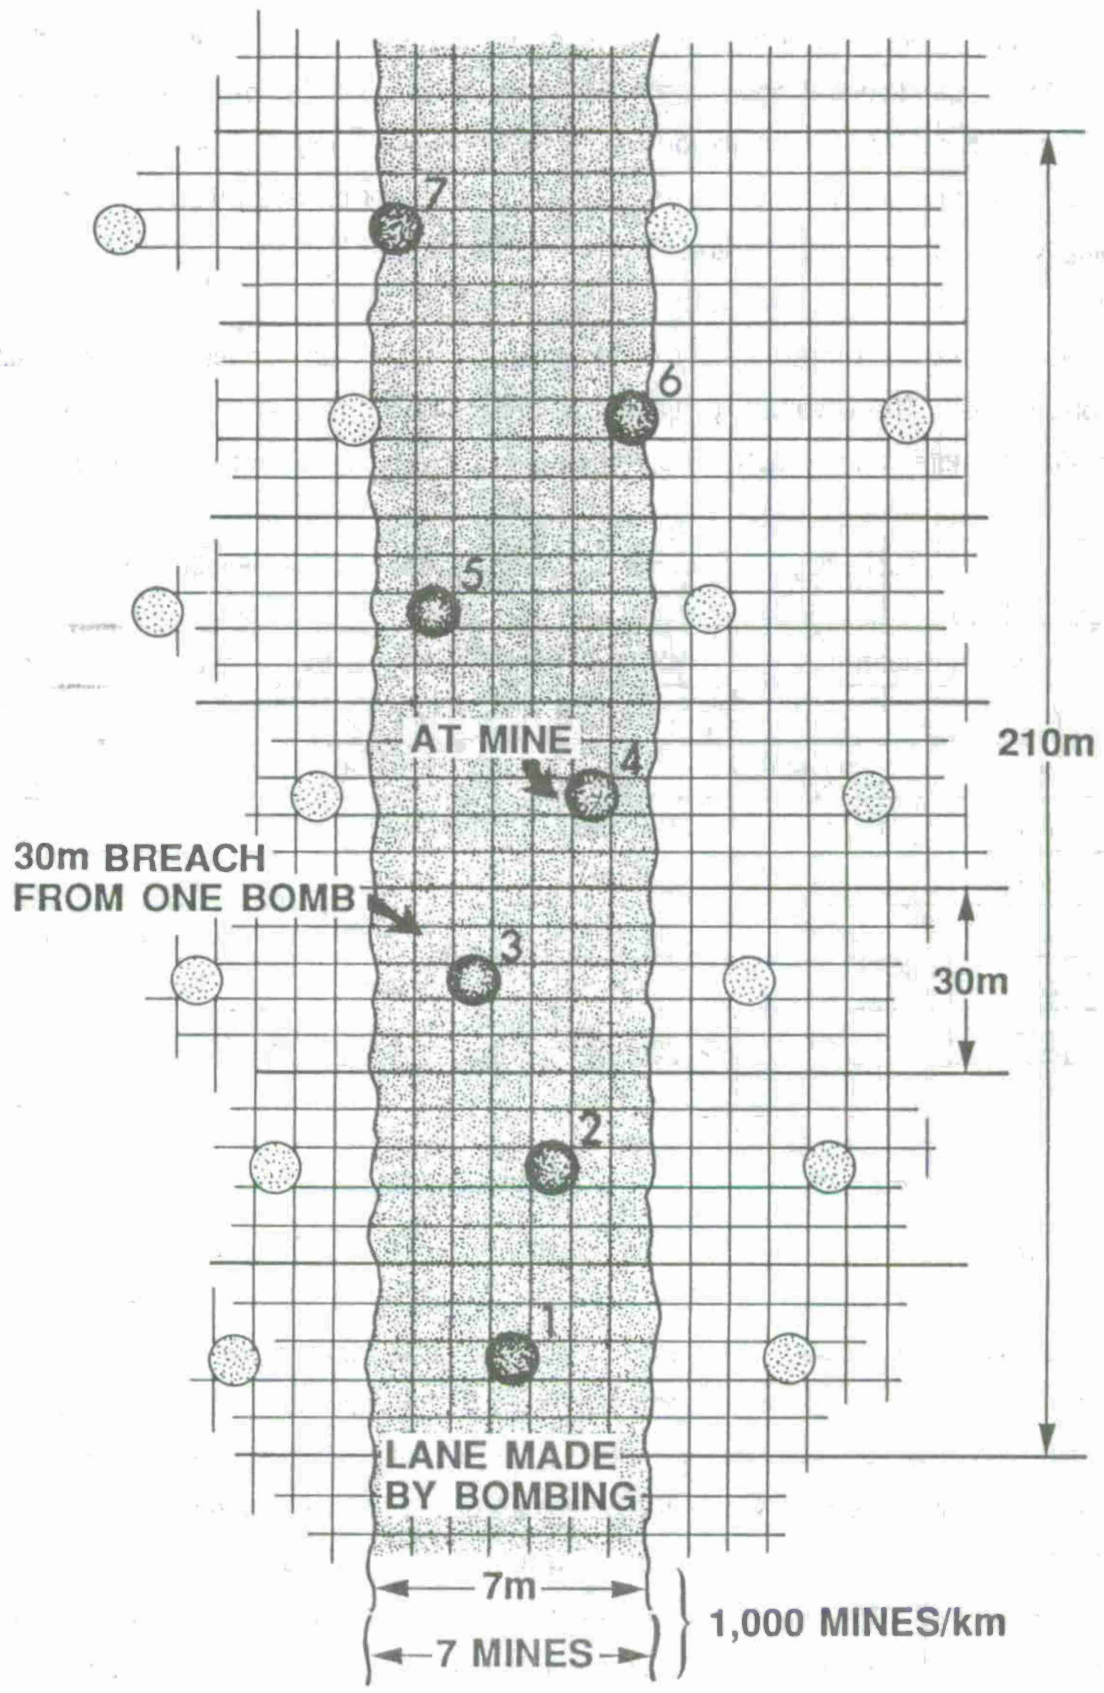 7
6
5
AT MINE
4
210m
30m BREACH
FROM ONE BOMB
3
30m
2
1
LANE MADE
BY BOMBING
7m
1,000 MINES/km
7 MINES